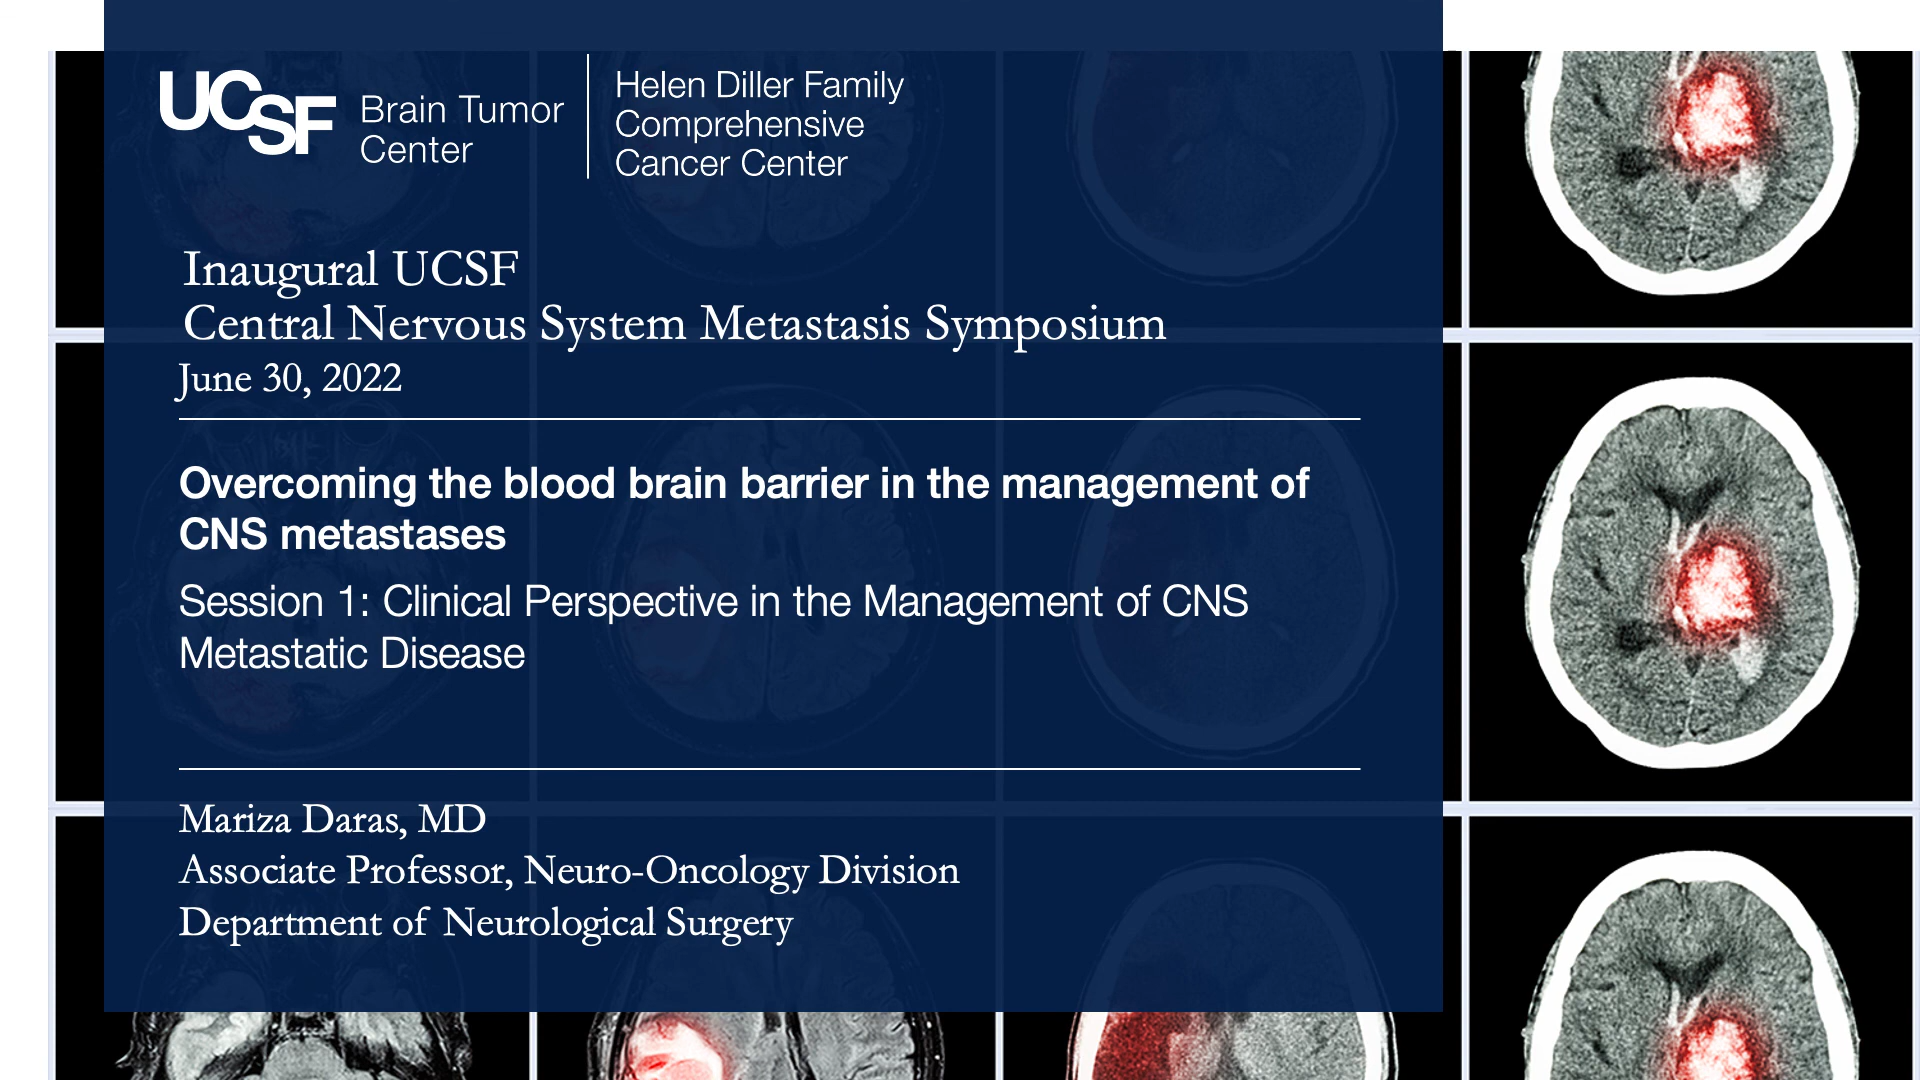 UCSF
Brain Tumor
Center
Helen Diller Family
Comprehensive
Cancer Center
Inaugural UCSF
Central Nervous System Metastasis Symposium
June 30, 2022
Overcoming the blood brain barrier in the management of
CNS metastases
Session 1: Clinical Perspective in the Management of CNS
Metastatic Disease
Mariza Daras, MD
Associate Professor, Neuro-Oncology Division
Department of Neurological Surgery